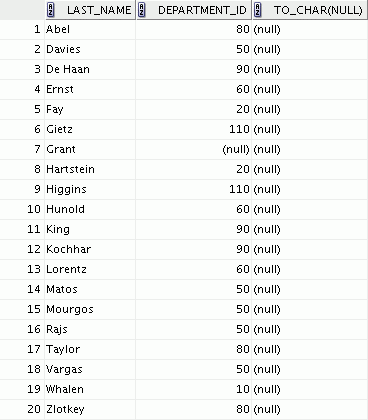 LAST_NAME DEPARTMENT_ID TO_CHAR(NULL)
1 Abel 80 (null)
2 Davies 50 (null)
3 De Haan 90 (null)
4 Ernst 60 (null)
5 Fay 20 (null)
6 Gietz 110 (null)
7 Grant (null) (null)
8 Hartstein 20 (null)
9 Higgins 110 (null)
10 Hunold 60 (null)
11 King 90 (null)
12 Kochhar 90 (null)
13 Lorentz 60 (null)
14 Matos 50 (null)
15 Mourgos 50 (null)
16 Rajs 50 (null)
17 Taylor 80 (null)
18 Vargas 50 (null)
19 Whalen 10 (null)
20 Zlotkey 80 (null)